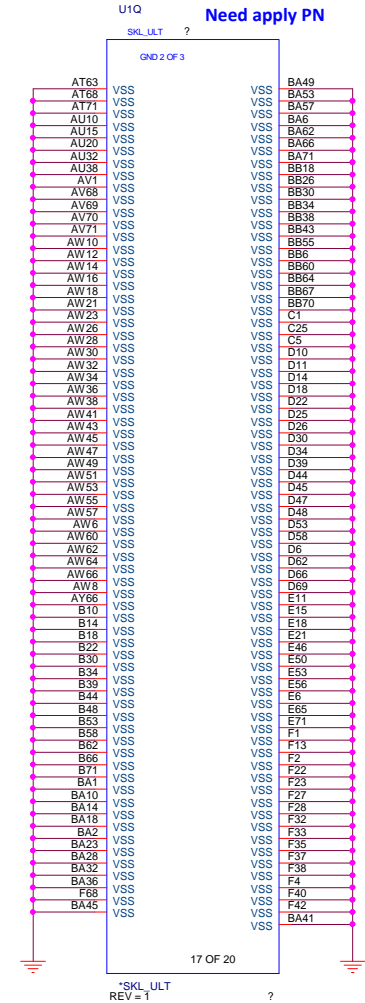 U1Q
Need apply PN
SKL_ULT ?
GND 2 OF 3
AT63 VSS VSS BA49
AT68 VSS VSS BA53
AT71 VSS VSS BA57
AU10 VSS VSS BA6
AU15 VSS VSS BA62
AU20 VSS VSS BA66
AU32 VSS VSS BA71
AU38 VSS VSS BB18
AV1 VSS VSS BB26
AV68 VSS VSS BB30
AV69 VSS VSS BB34
AV70 VSS VSS BB38
AV71 VSS VSS BB43
AW10 VSS VSS BB55
AW12 VSS VSS BB6
AW14 VSS VSS BB60
AW16 VSS VSS BB64
AW18 VSS VSS BB67
AW21 VSS VSS BB70
AW23 VSS VSS C1
AW26 VSS VSS C25
AW28 VSS VSS C5
AW30 VSS VSS D10
AW32 VSS VSS D11
AW34 VSS VSS D14
AW36 VSS VSS D18
AW38 VSS VSS D22
AW41 VSS VSS D25
AW43 VSS VSS D26
AW45 VSS VSS D30
AW47 VSS VSS D34
AW49 VSS VSS D39
AW51 VSS VSS D44
AW53 VSS VSS D45
AW55 VSS VSS D47
AW57 VSS VSS D48
AW6 VSS VSS D53
AW60 VSS VSS D58
AW62 VSS VSS D6
AW64 VSS VSS D62
AW66 VSS VSS D66
AW8 VSS VSS D69
AY66 VSS VSS E11
B10 VSS VSS E15
B14 VSS VSS E18
B18 VSS VSS E21
B22 VSS VSS E46
B30 VSS VSS E50
B34 VSS VSS E53
B39 VSS VSS E56
B44 VSS VSS E6
B48 VSS VSS E65
B53 VSS VSS E71
B58 VSS VSS F1
B62 VSS VSS F13
B66 VSS VSS F2
B71 VSS VSS F22
BA1 VSS VSS F23
BA10 VSS VSS F27
BA14 VSS VSS F28
BA18 VSS VSS F32
BA2 VSS VSS F33
BA23 VSS VSS F35
BA28 VSS VSS F37
BA32 VSS VSS F38
BA36 VSS VSS F4
F68 VSS VSS F40
BA45 VSS VSS F42
VSS BA41
17 OF 20
*SKL_ULT
REV = 1 ?